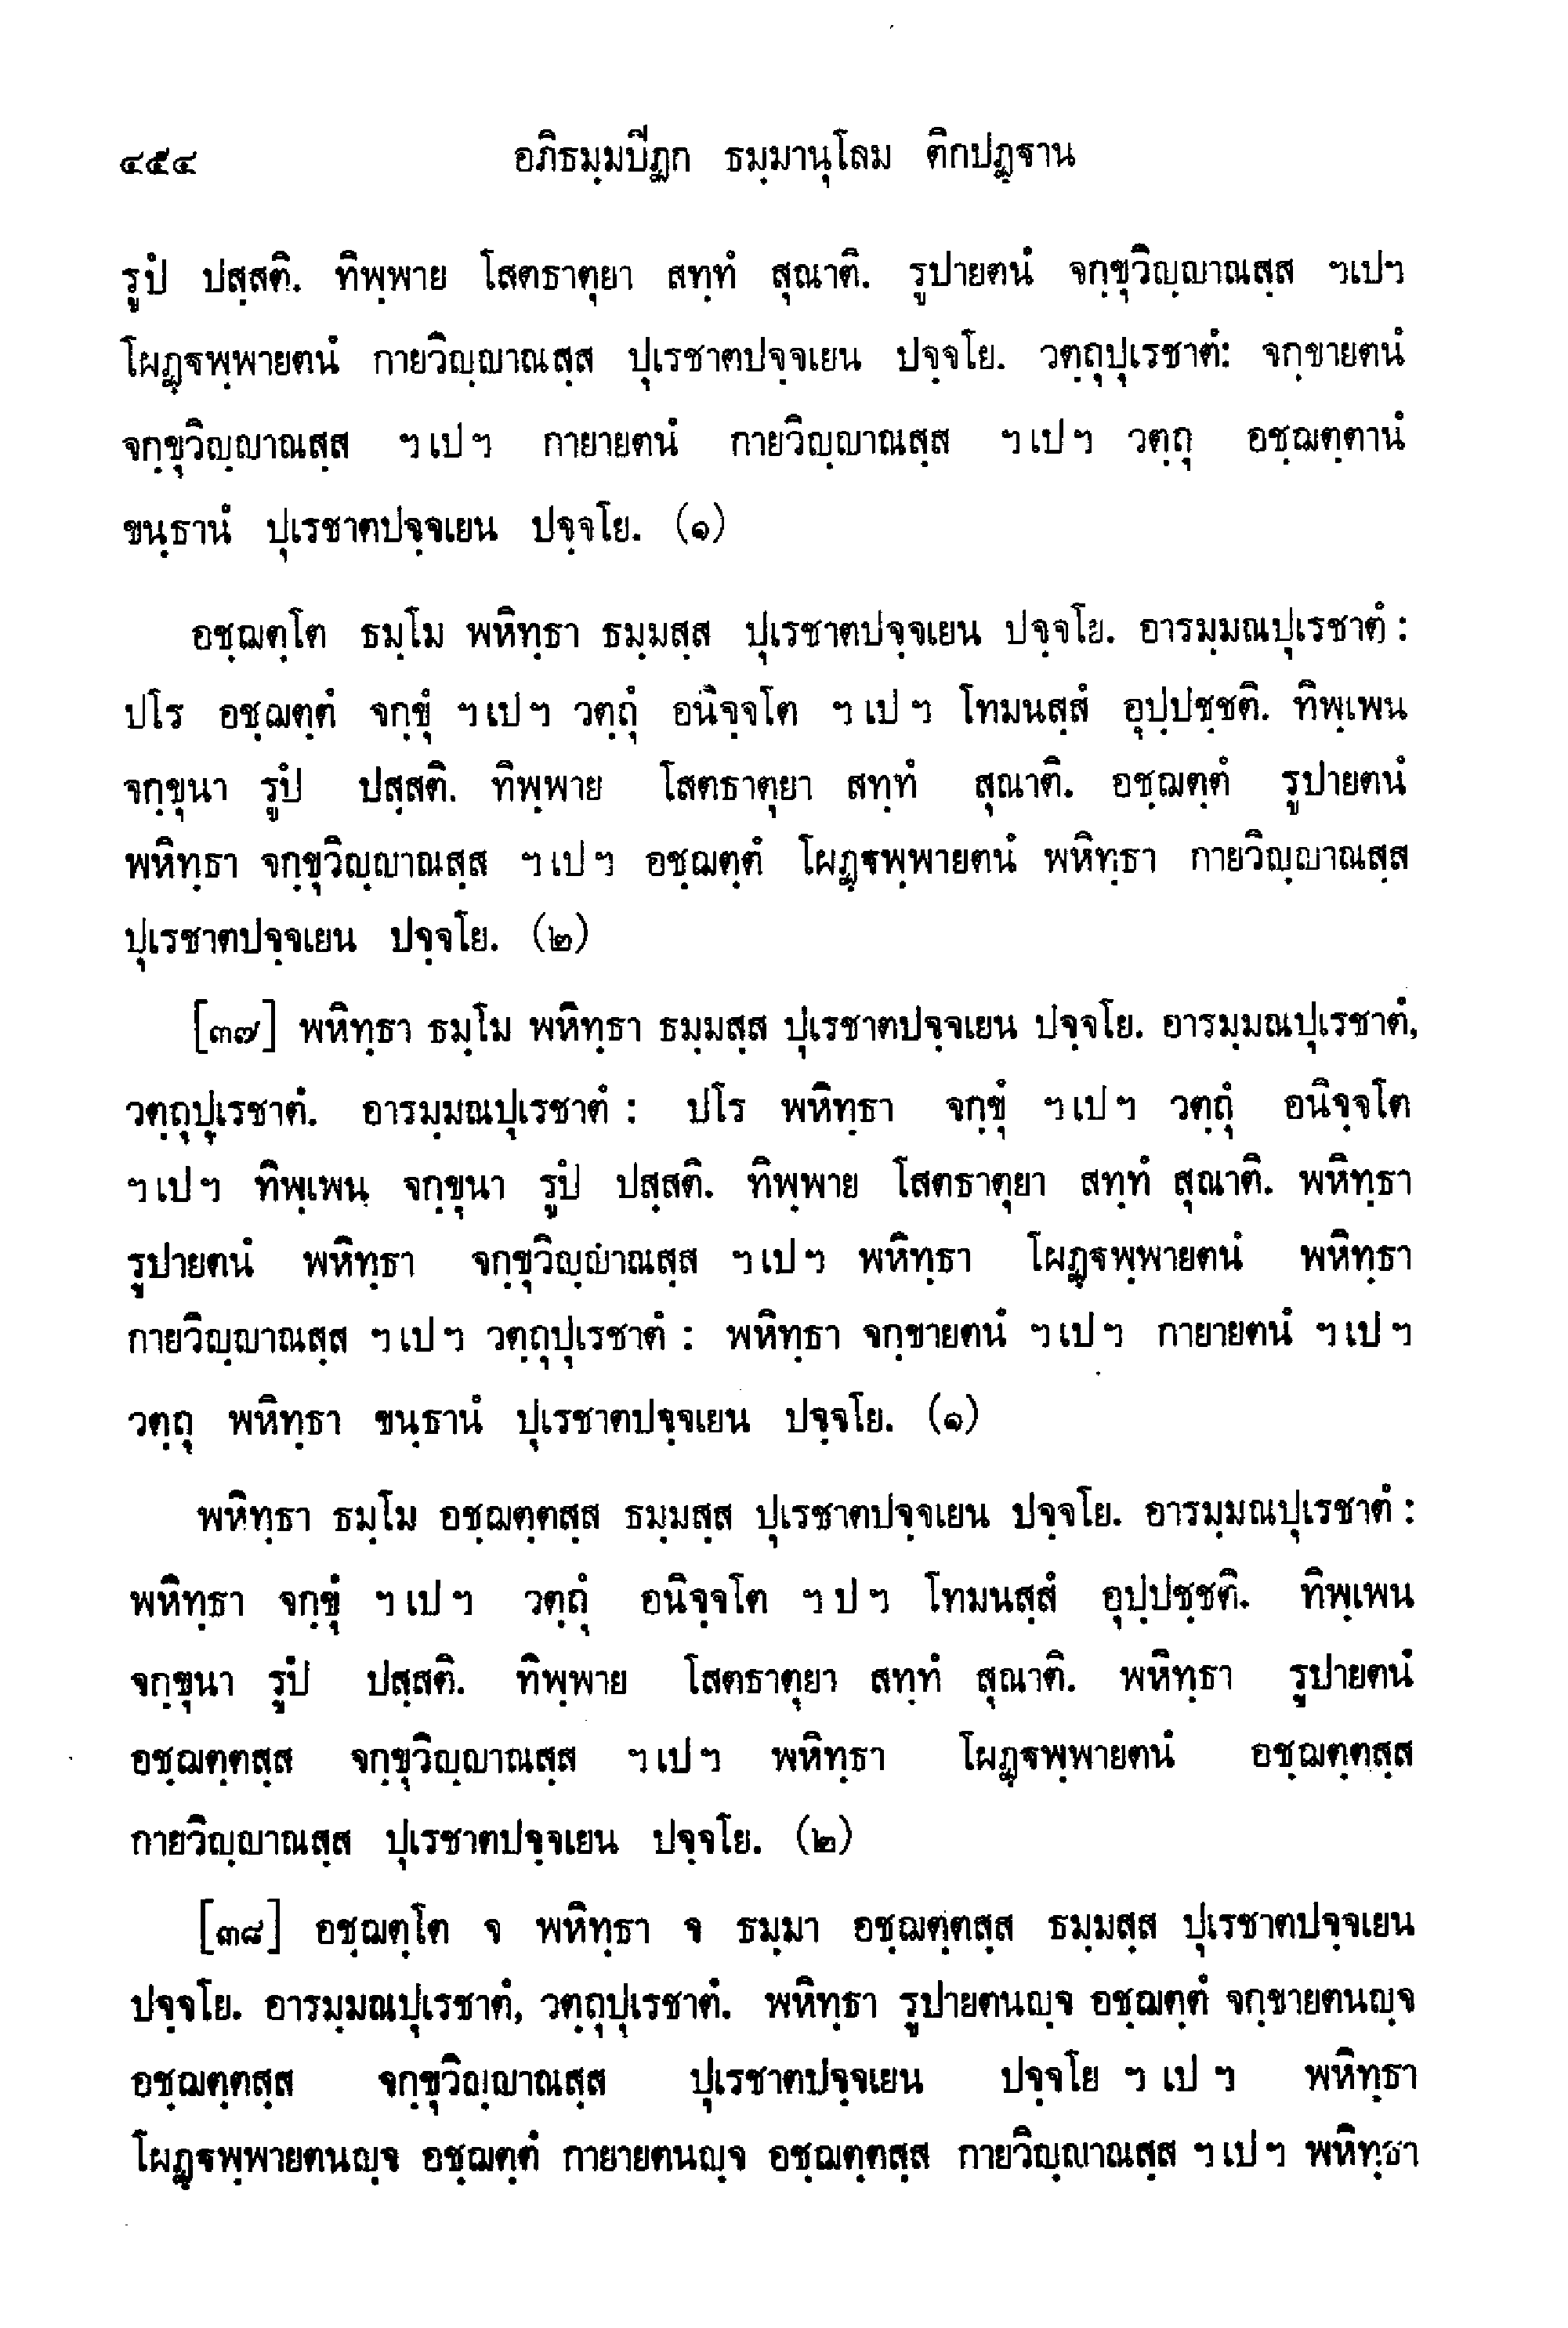 ๔๕๔ อภิธมฺมปิฏก ธมฺมานุโลม ติกปฏฺฐาน
รูปํ ปสฺสติ. ทิพฺพาย โสตธาตุยา สทฺทํ สุณาติ. รูปายตนํ จกฺขุวิญฺญาณสฺส ฯเปฯ
โผฏฺฐพฺพายตนํ กายวิญฺญาณสฺส ปุเรชาตปจฺจเยน ปจฺจโย. วตฺถุปุเรชาตํ: จกฺขายตนํ
จกฺขุวิญฺญาณสฺส ฯ เป ฯ กายายตนํ กายวิญฺญาณสฺส ฯ เป ฯ วตฺถุ อชฺฌตฺตานํ
ขนฺธานํ ปุเรชาตปจฺจเยน ปจฺจโย. (๑)
อชฺฌตฺโต ธมฺโม พหิทฺธา ธมฺมสฺส ปุเรชาตปจฺจเยน ปจฺจโย. อารมฺมณปุเรชาตํ :
ปโร อชฺฌตฺตํ จกฺขุํ ฯ เป ฯ วตฺถุํ อนิจฺจโต ฯ เป ฯ โทมนสฺสํ อุปฺปชฺชติ. ทิพฺเพน
จกฺขุนา รูปํ ปสฺสติ. ทิพฺพาย โสตธาตุยา สทฺทํ สุณาติ. อชฺฌตฺตํ รูปายตนํ
พหิทฺธา จกฺขุวิญฺญาณสฺส ฯ เป ฯ อชฺฌตฺตํ โผฏฺฐพฺพายตนํ พหิทฺธา กายวิญฺญาณสฺส
ปุเรชาตปจฺจเยน ปจฺจโย. (๒)
[๓๗] พหิทฺธา ธมฺโม พหิทฺธา ธมฺมสฺส ปุเรชาตปจฺจเยน ปจฺจโย. อารมฺมณปุเรชาตํ,
วตฺถุปุเรชาตํ. อารมฺมณปุเรชาตํ : ปโร พหิทฺธา จกฺขุํ ฯ เป ฯ วตฺถุํ อนิจฺจโต
ฯ เป ฯ ทิพฺเพน จกฺขุนา รูปํ ปสฺสติ. ทิพฺพาย โสตธาตุยา สทฺทํ สุณาติ. พหิทฺธา
รูปายตนํ พหิทฺธา จกฺขุวิญฺญาณสฺส ฯ เป ฯ พหิทฺธา โผฏฺฐพฺพายตนํ พหิทฺธา
กายวิญฺญาณสฺส ฯ เป ฯ วตฺถุปุเรชาตํ : พหิทฺธา จกฺขายตนํ ฯ เป ฯ กายายตนํ ฯ เป ฯ
วตฺถุ พหิทฺธา ขนฺธานํ ปุเรชาตปจฺจเยน ปจฺจโย. (๑)
พหิทฺธา ธมฺโม อชฺฌตฺตสฺส ธมฺมสฺส ปุเรชาตปจฺจเยน ปจฺจโย. อารมฺมณปุเรชาตํ :
พหิทฺธา จกฺขุํ ฯ เป ฯ วตฺถุํ อนิจฺจโต ฯ ป ฯ โทมนสฺสํ อุปฺปชฺชติ. ทิพฺเพน
จกฺขุนา รูปํ ปสฺสติ. ทิพฺพาย โสตธาตุยา สทฺทํ สุณาติ. พหิทฺธา รูปายตนํ
อชฺฌตฺตสฺส จกฺขุวิญฺญาณสฺส ฯ เป ฯ พหิทฺธา โผฏฺฐพฺพายตนํ อชฺฌตฺตสฺส
กายวิญฺญาณสฺส ปุเรชาตปจฺจเยน ปจฺจโย. (๒)
[๓๘] อชฺฌตฺโต จ พหิทฺธา จ ธมฺมา อชฺฌตฺตสฺส ธมฺมสฺส ปุเรชาตปจฺจเยน
ปจฺจโย. อารมฺมณปุเรชาตํ, วตฺถุปุเรชาตํ. พหิทฺธา รูปายตนญฺจ อชฺฌตฺตํ จกฺขายตนญฺจ
อชฺฌตฺตสฺส จกฺขุวิญฺญาณสฺส ปุเรชาตปจฺจเยน ปจฺจโย ฯ เป ฯ พหิทฺธา
โผฏฺฐพฺพายตนญฺจ อชฺฌตฺตํ กายายตนญฺจ อชฺฌตฺตสฺส กายวิญฺญาณสฺส ฯ เป ฯ พหิทฺธา